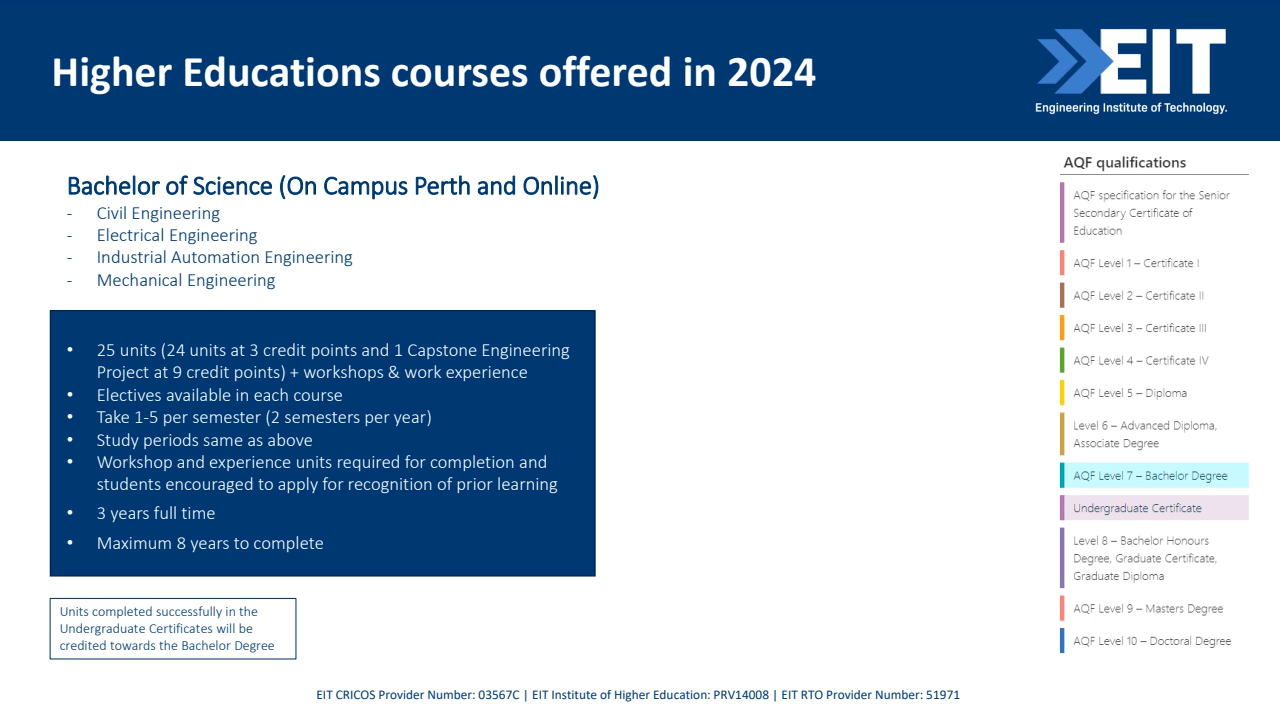 Higher Educations courses offered in 2024
EIT
Engineering Institute of Technology.
Bachelor of Science (On Campus Perth and Online)
- Civil Engineering
- Electrical Engineering
- Industrial Automation Engineering
- Mechanical Engineering
• 25 units (24 units at 3 credit points and 1 Capstone Engineering
Project at 9 credit points) + workshops & work experience
• Electives available in each course
• Take 1-5 per semester (2 semesters per year)
• Study periods same as above
• Workshop and experience units required for completion and
students encouraged to apply for recognition of prior learning
• 3 years full time
• Maximum 8 years to complete
Units completed successfully in the
Undergraduate Certificates will be
credited towards the Bachelor Degree
AQF qualifications
AQF specification for the Senior
Secondary Certificate of
Education
AQF Level 1 – Certificate I
AQF Level 2 – Certificate II
AQF Level 3 – Certificate III
AQF Level 4 – Certificate IV
AQF Level 5 – Diploma
Level 6 – Advanced Diploma,
Associate Degree
AQF Level 7 – Bachelor Degree
Undergraduate Certificate
Level 8 – Bachelor Honours
Degree, Graduate Certificate,
Graduate Diploma
AQF Level 9 – Masters Degree
AQF Level 10 – Doctoral Degree
EIT CRICOS Provider Number: 03567C | EIT Institute of Higher Education: PRV14008 | EIT RTO Provider Number: 51971